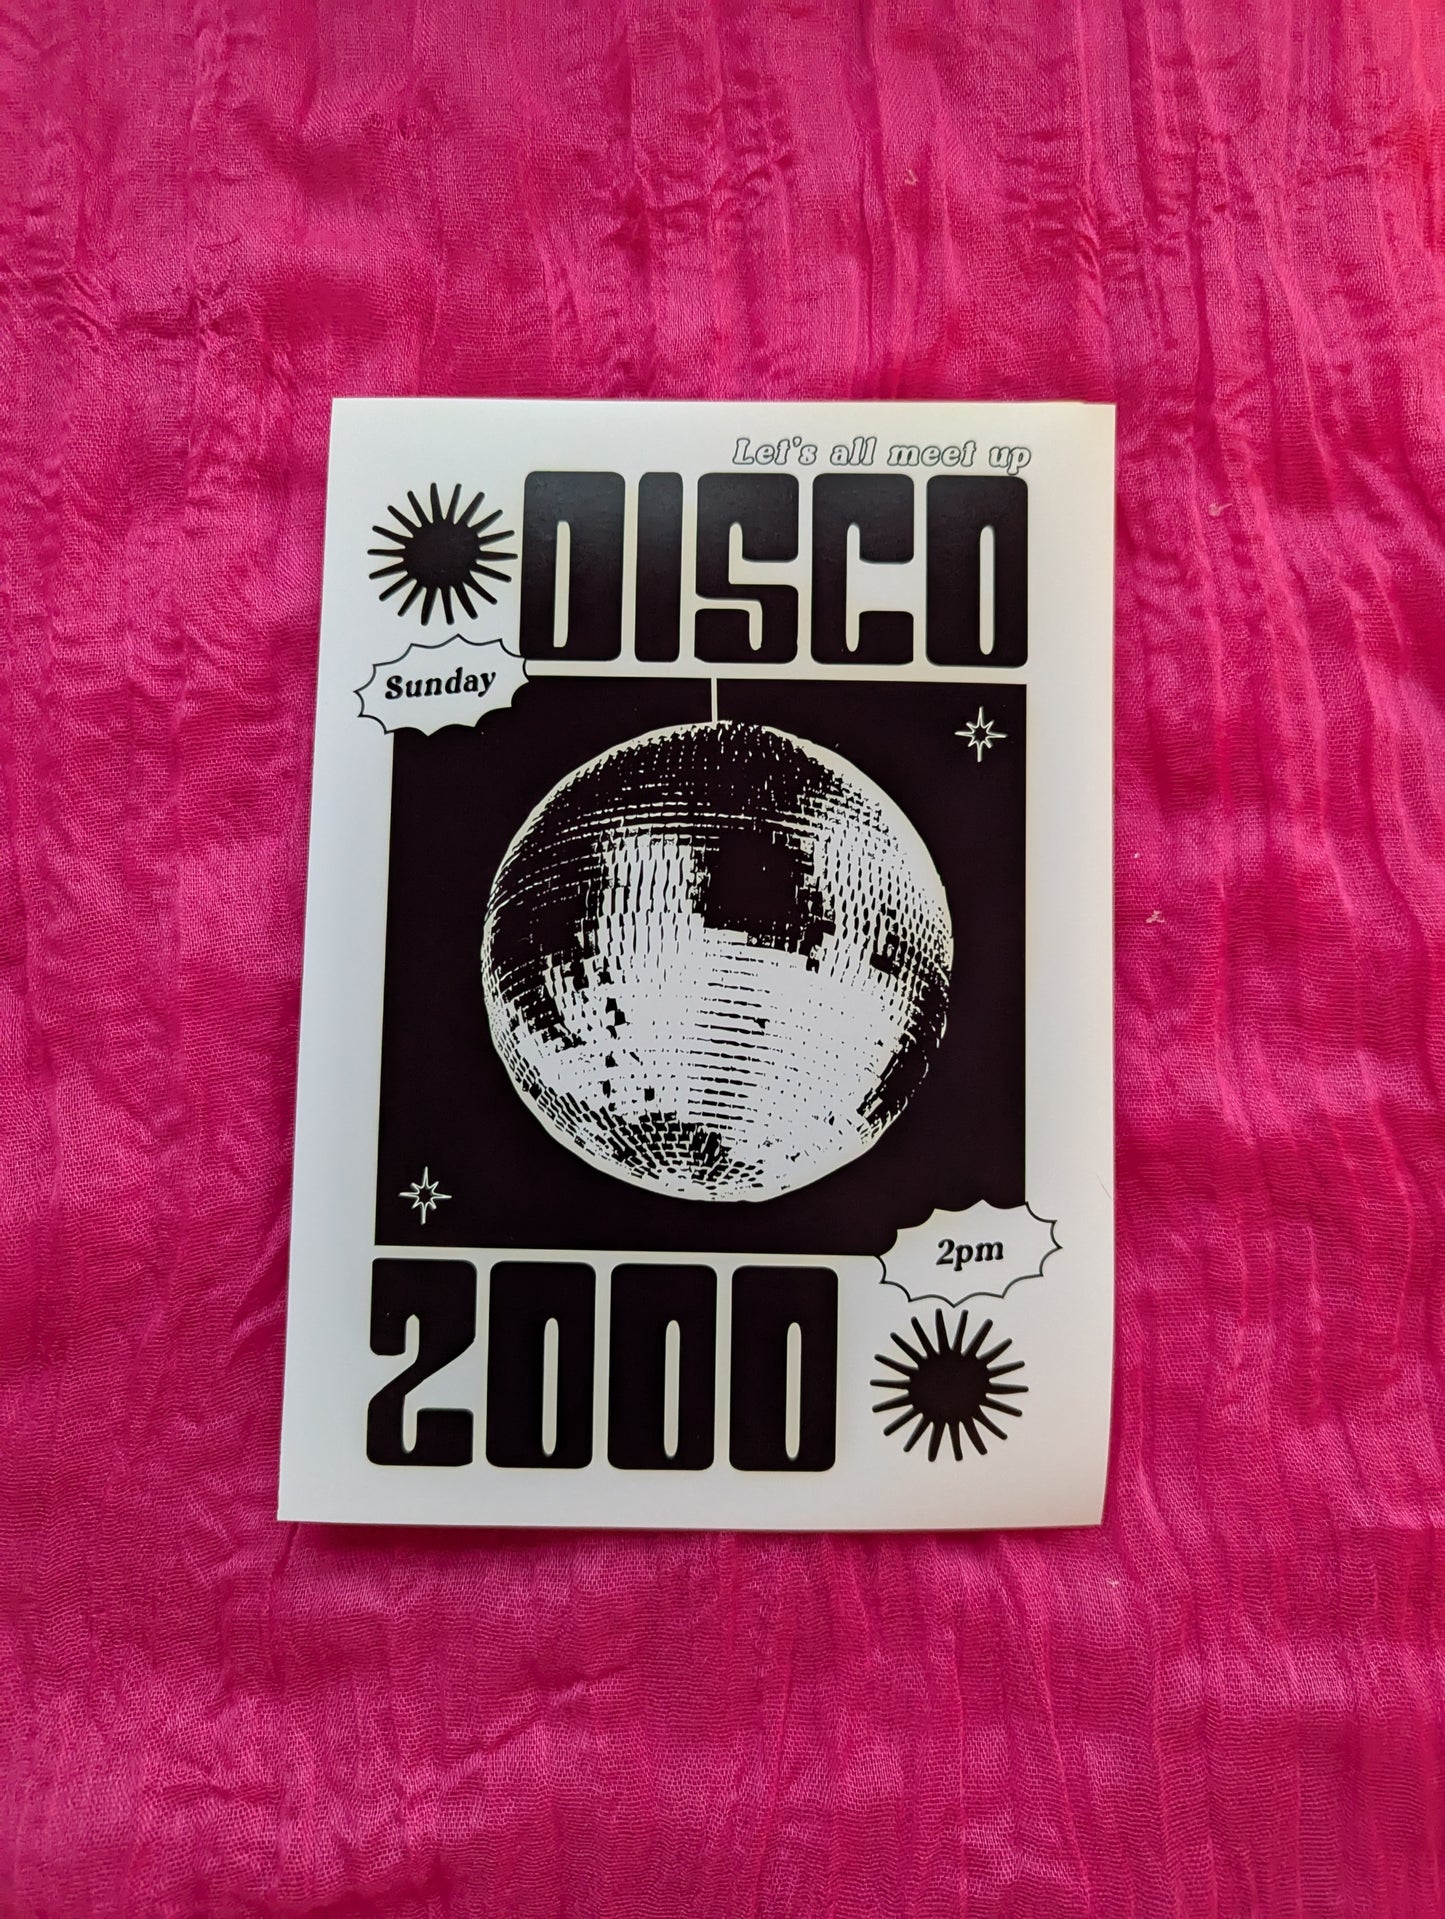 Let's all meet up
DISCO
Sunday
2pm
2000